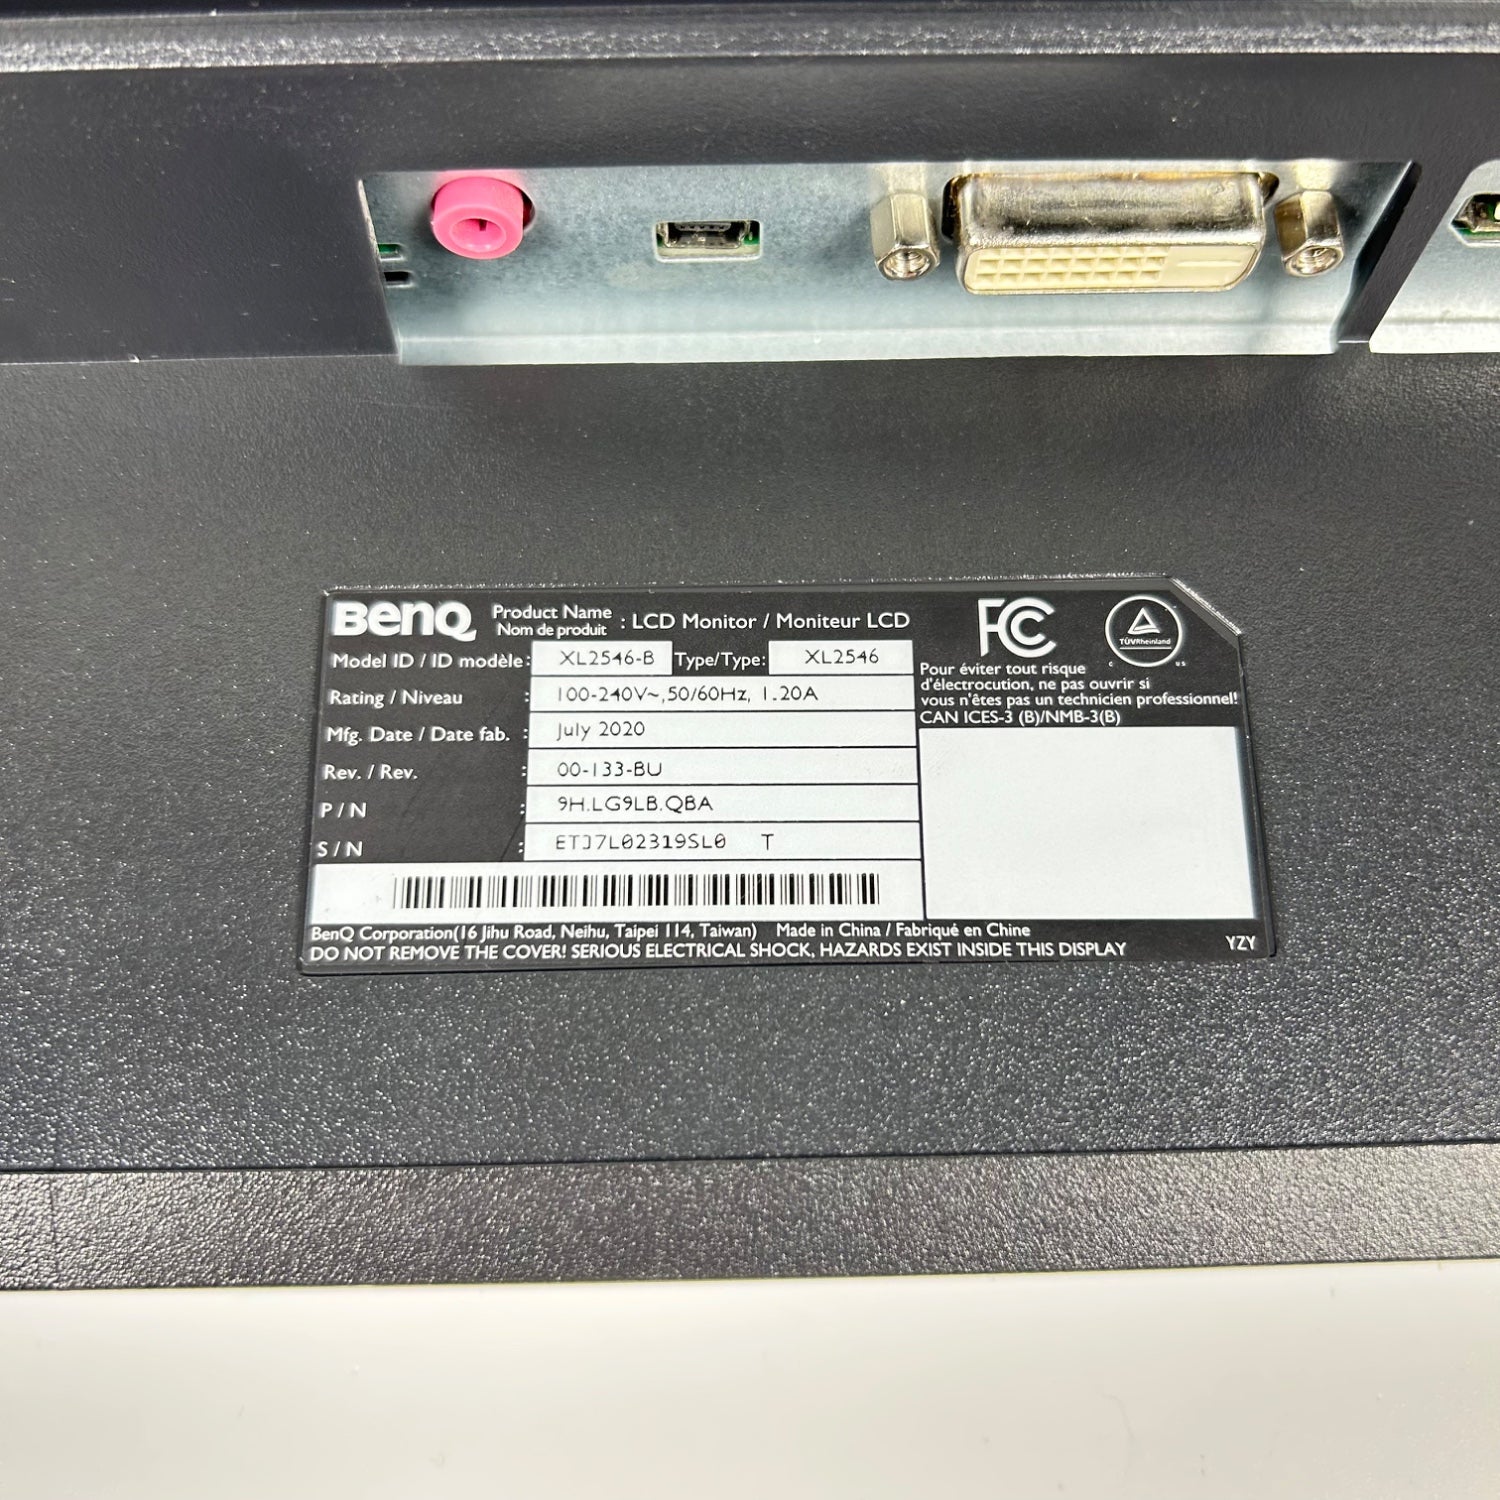 BenQ Product Name : LCD Monitor / Moniteur LCD
Nom de produit
FC
TÜVRheinland
C US
Model ID / ID modèle: XL2546-B Type/Type: XL2546
Rating / Niveau : 100-240V~,50/60Hz, 1.20A
Mfg. Date / Date fab. : July 2020
Rev. / Rev. : 00-133-BU
P/N : 9H.LG9LB.QBA
S/N : ETJ7L02319SL0 T
Pour éviter tout risque
d'électrocution, ne pas ouvrir si
vous n'êtes pas un technicien professionnel!
CAN ICES-3 (B)/NMB-3(B)
BenQ Corporation(16 Jihu Road, Neihu, Taipei 114, Taiwan) Made in China / Fabriqué en Chine
DO NOT REMOVE THE COVER! SERIOUS ELECTRICAL SHOCK, HAZARDS EXIST INSIDE THIS DISPLAY
YZY